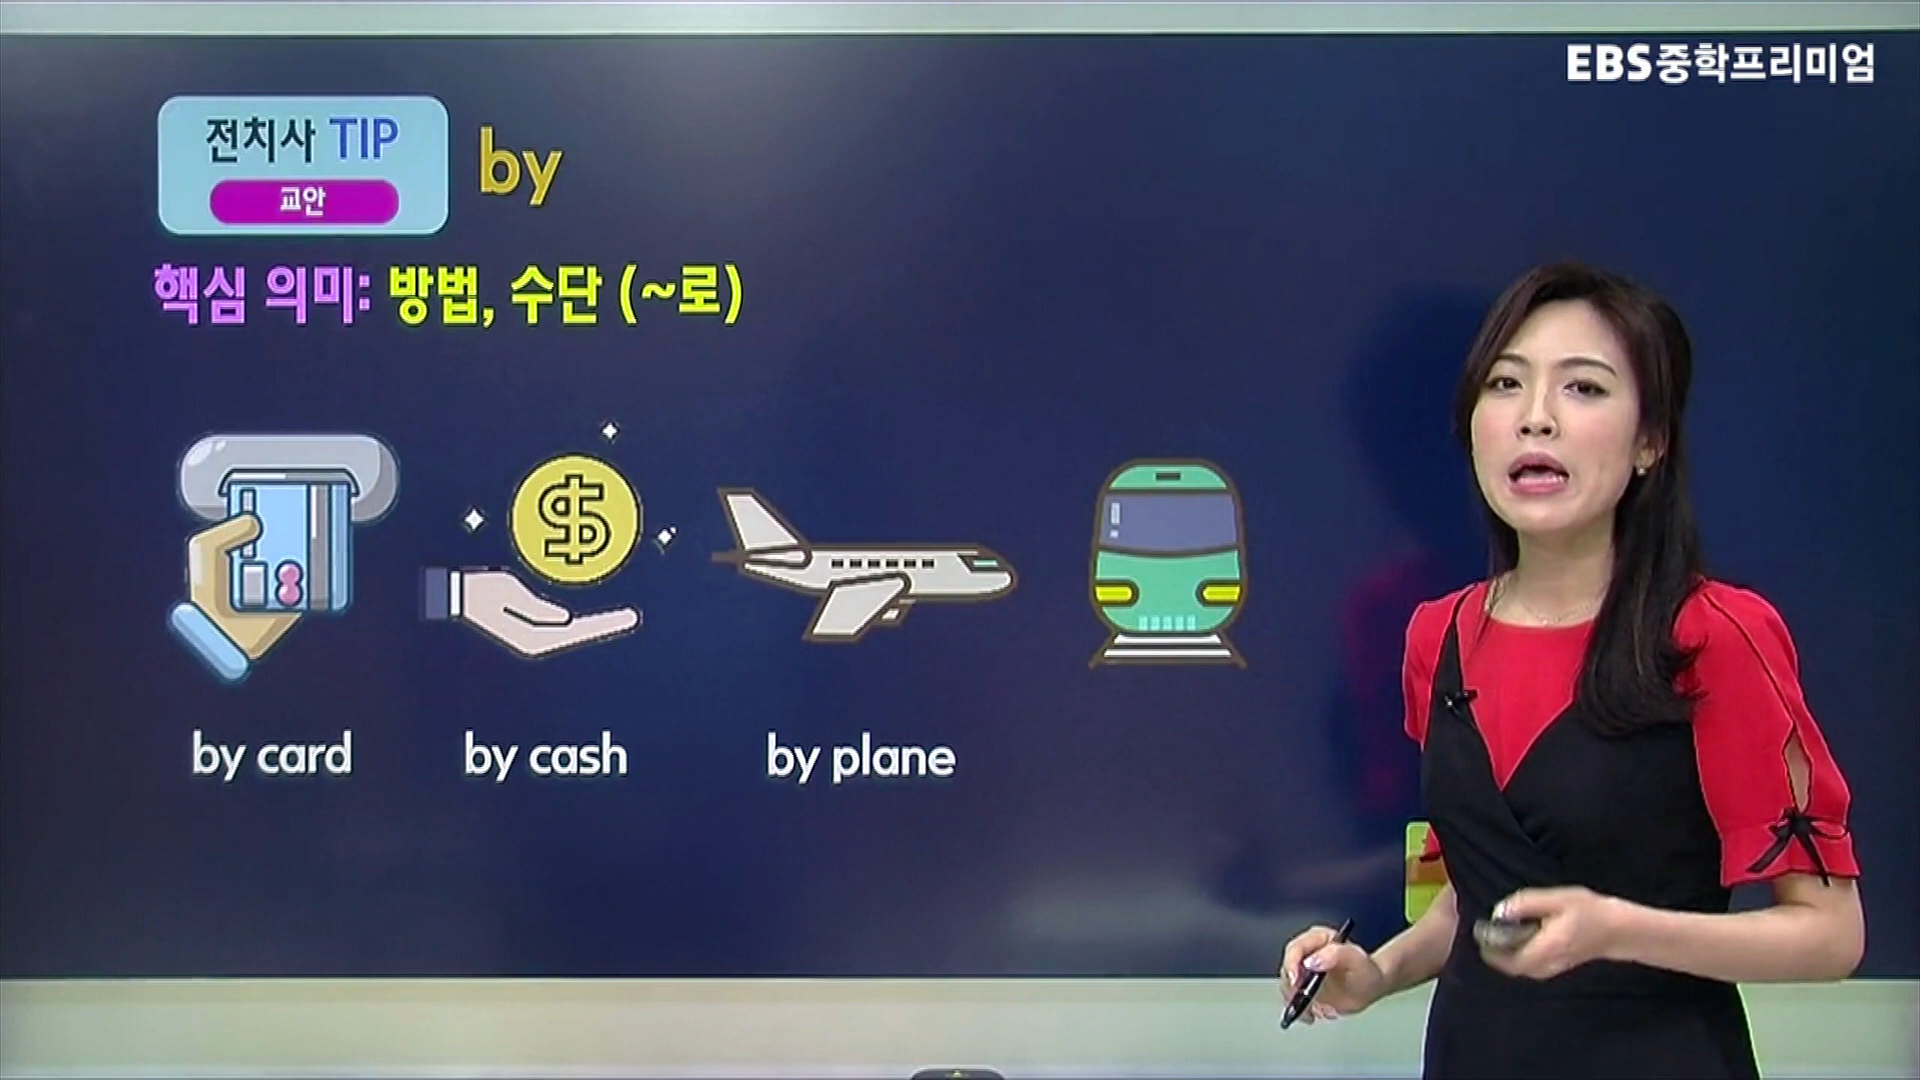 EBS중학프리미엄
전치사 TIP
교안
by
핵심 의미: 방법, 수단 (~로)
by card
by cash
by plane